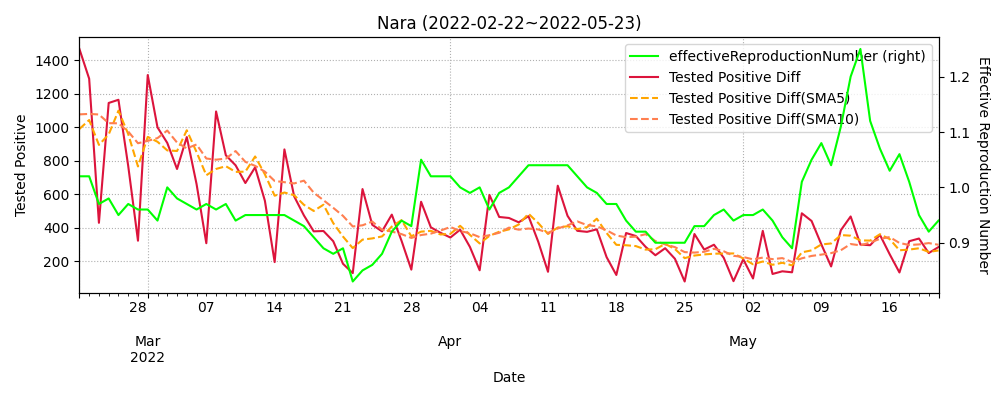 Nara (2022-02-22~2022-05-23)
effectiveReproductionNumber (right)
Tested Positive Diff
Tested Positive Diff(SMA5)
Tested Positive Diff(SMA10)
Tested Positive
1400
1200
1000
800
600
400
200
Effective Reproduction Number
1.2
1.1
1.0
0.9
28 07 14 21 28 04 11 18 25 02 09 16
Mar Apr May
2022
Date